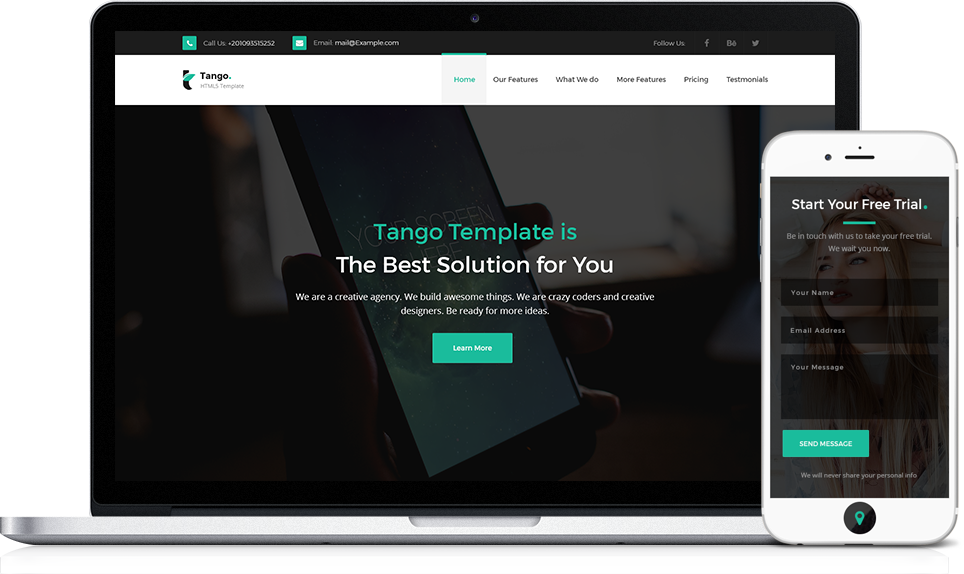 Call Us: +201093515252
Email: mail@Example.com
Follow Us:
Bē
Tango.
HTML5 Template
Home
Our Features
What We do
More Features
Pricing
Testmonials
YOUR SCREEN
Tango Template is
The Best Solution for You
We are a creative agency. We build awesome things. We are crazy coders and creative
designers. Be ready for more ideas.
Learn More
Start Your Free Trial.
Be in touch with us to take your free trial.
We wait you now.
Your Name
Email Address
Your Message
SEND MESSAGE
We will never share your personal info